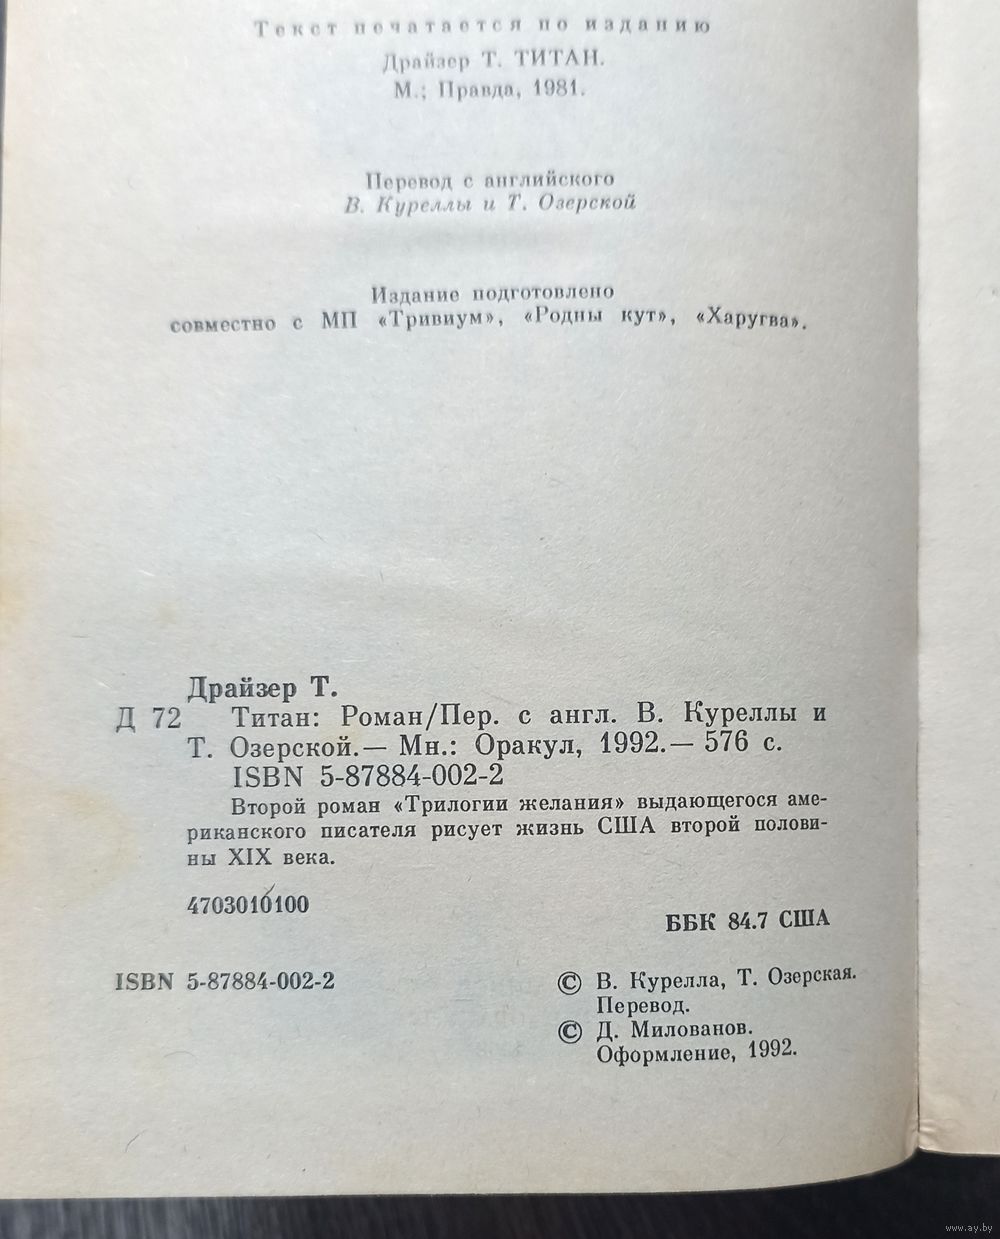 Текст печатается по изданию
Драйзер Т. ТИТАН.
М.; Правда, 1981.
Перевод с английского
В. Куреллы и Т. Озерской
Издание подготовлено
совместно с МП «Тривиум», «Родны кут», «Харугва».
Драйзер Т.
Д 72 Титан: Роман/Пер. с англ. В. Куреллы и
Т. Озерской.— Мн.: Оракул, 1992.— 576 с.
ISBN 5-87884-002-2
Второй роман «Трилогии желания» выдающегося аме-
риканского писателя рисует жизнь США второй полови-
ны XIX века.
4703010100
ББК 84.7 США
ISBN 5-87884-002-2
© В. Курелла, Т. Озерская.
Перевод.
© Д. Милованов.
Оформление, 1992.
www.ay.by